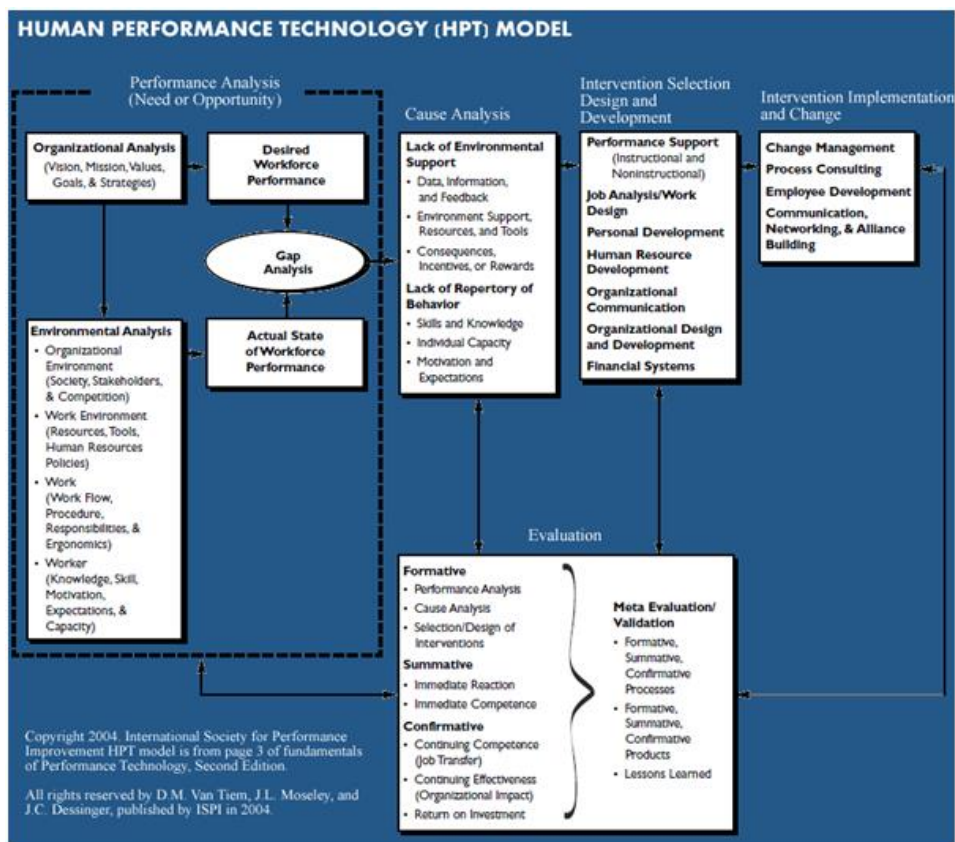 HUMAN PERFORMANCE TECHNOLOGY (HPT) MODEL
Performance Analysis
(Need or Opportunity)
Organizational Analysis
(Vision, Mission, Values,
Goals, & Strategies)
Desired
Workforce
Performance
Gap
Analysis
Environmental Analysis
• Organizational
Environment
(Society, Stakeholders,
& Competition)
• Work Environment
(Resources, Tools,
Human Resources
Policies)
• Work
(Work Flow,
Procedure,
Responsibilities, &
Ergonomics)
• Worker
(Knowledge, Skill,
Motivation,
Expectations, &
Capacity)
Actual State
of Workforce
Performance
Cause Analysis
Lack of Environmental
Support
• Data, Information,
and Feedback
• Environment Support,
Resources, and Tools
• Consequences,
Incentives, or Rewards
Lack of Repertory of
Behavior
• Skills and Knowledge
• Individual Capacity
• Motivation and
Expectations
Intervention Selection
Design and
Development
Performance Support
(Instructional and
Noninstructional)
Job Analysis/Work
Design
Personal Development
Human Resource
Development
Organizational
Communication
Organizational Design
and Development
Financial Systems
Intervention Implementation
and Change
Change Management
Process Consulting
Employee Development
Communication,
Networking, & Alliance
Building
Evaluation
Formative
• Performance Analysis
• Cause Analysis
• Selection/Design of
Interventions
Summative
• Immediate Reaction
• Immediate Competence
Confirmative
• Continuing Competence
(Job Transfer)
• Continuing Effectiveness
(Organizational Impact)
• Return on Investment
Meta Evaluation/
Validation
• Formative,
Summative,
Confirmative
Processes
• Formative,
Summative,
Confirmative
Products
• Lessons Learned
Copyright 2004. International Society for Performance
Improvement HPT model is from page 3 of fundamentals
of Performance Technology, Second Edition.
All rights reserved by D.M. Van Tiem, J.L. Moseley, and
J.C. Dessinger, published by ISPI in 2004.